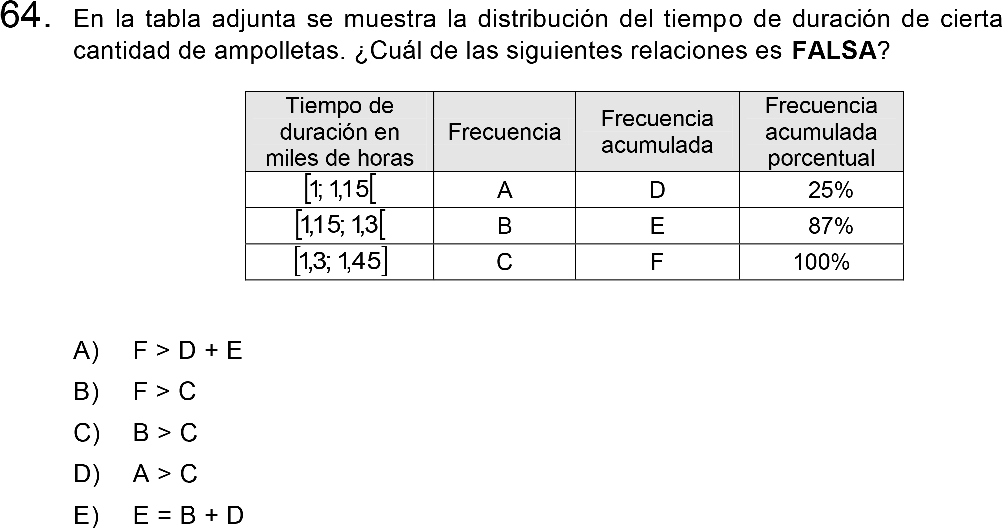 64. En la tabla adjunta se muestra la distribución del tiempo de duración de cierta
cantidad de ampolletas. ¿Cuál de las siguientes relaciones es FALSA?
Tiempo de
duración en
miles de horas
Frecuencia
Frecuencia
acumulada
Frecuencia
acumulada
porcentual
[1; 1,15[ A D 25%
[1,15; 1,3[ B E 87%
[1,3; 1,45] C F 100%
A) F > D + E
B) F > C
C) B > C
D) A > C
E) E = B + D